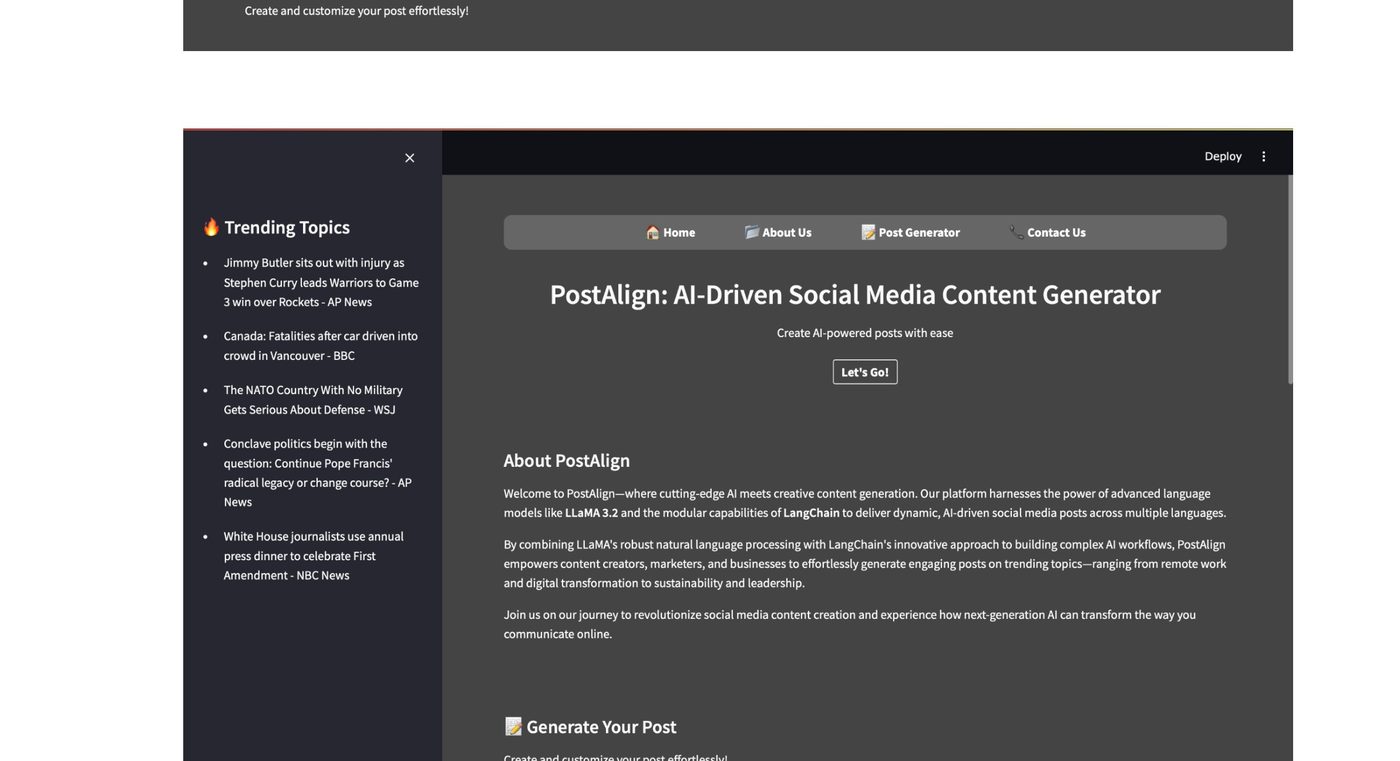 Create and customize your post effortlessly!
Deploy
🔥 Trending Topics
Jimmy Butler sits out with injury as
Stephen Curry leads Warriors to Game
3 win over Rockets - AP News
Canada: Fatalities after car driven into
crowd in Vancouver - BBC
The NATO Country With No Military
Gets Serious About Defense - WSJ
Conclave politics begin with the
question: Continue Pope Francis'
radical legacy or change course? - AP
News
White House journalists use annual
press dinner to celebrate First
Amendment - NBC News
🏠 Home 📂 About Us 📝 Post Generator 📞 Contact Us
PostAlign: AI-Driven Social Media Content Generator
Create AI-powered posts with ease
Let's Go!
About PostAlign
Welcome to PostAlign—where cutting-edge AI meets creative content generation. Our platform harnesses the power of advanced language
models like LLaMA 3.2 and the modular capabilities of LangChain to deliver dynamic, AI-driven social media posts across multiple languages.
By combining LLaMA's robust natural language processing with LangChain's innovative approach to building complex AI workflows, PostAlign
empowers content creators, marketers, and businesses to effortlessly generate engaging posts on trending topics—ranging from remote work
and digital transformation to sustainability and leadership.
Join us on our journey to revolutionize social media content creation and experience how next-generation AI can transform the way you
communicate online.
📝 Generate Your Post
Create and customize your post effortlessly!